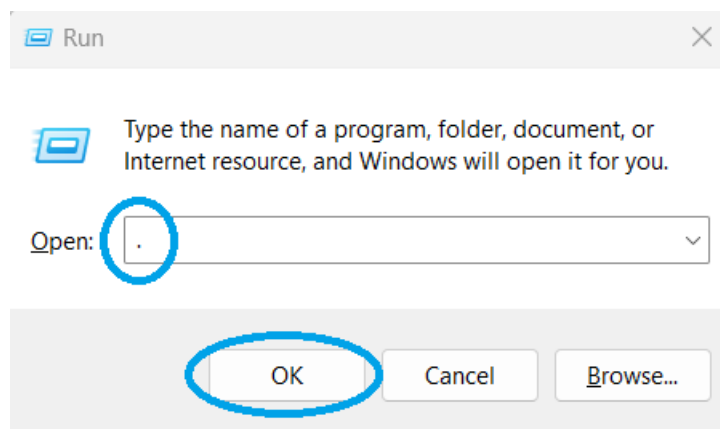 Run
Type the name of a program, folder, document, or
Internet resource, and Windows will open it for you.
Open: .
OK Cancel Browse...